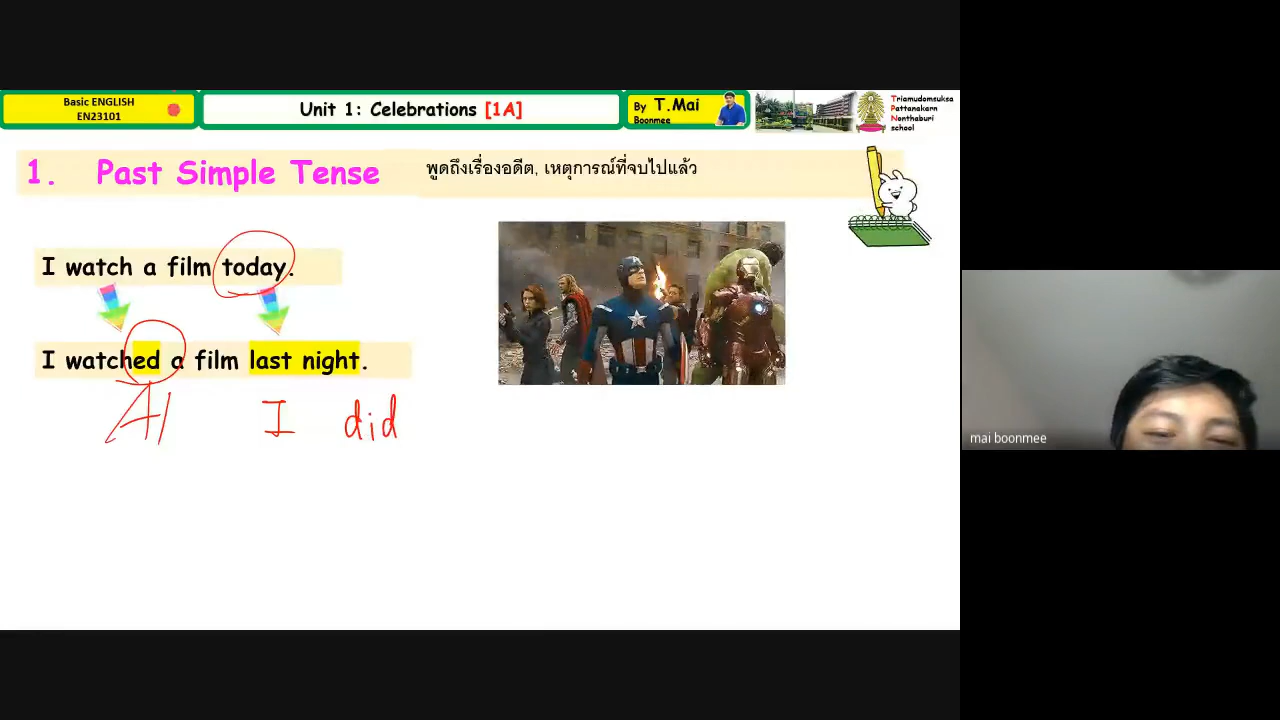 Basic ENGLISH
EN23101
Unit 1: Celebrations [1A]
By T.Mai
Boonmee
Triamudomsuksa
Pattanakarn
Nonthaburi
school
1. Past Simple Tense
พูดถึงเรื่องอดีต, เหตุการณ์ที่จบไปแล้ว
I watch a film today.
I watched a film last night.
I did
mai boonmee